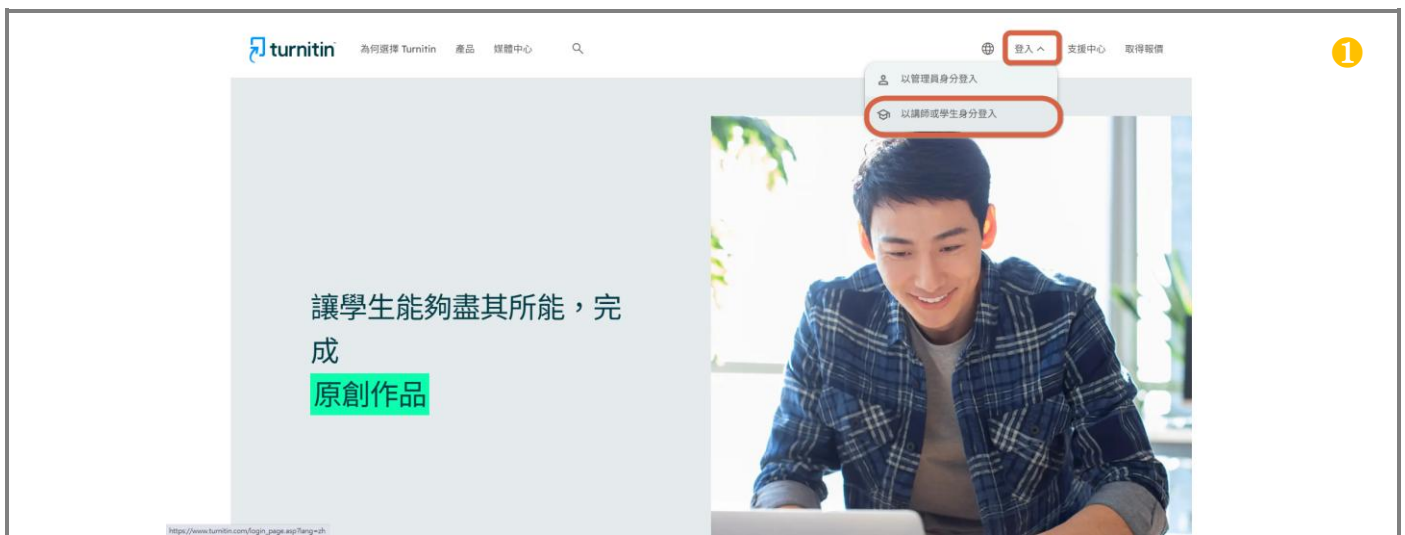 turnitin 為何選擇 Turnitin 產品 媒體中心 登入 支援中心 取得報價
❶
以管理員身分登入
以講師或學生身分登入
讓學生能夠盡其所能，完
成
原創作品
https://www.turnitin.com/login_page.asp?lang=zh